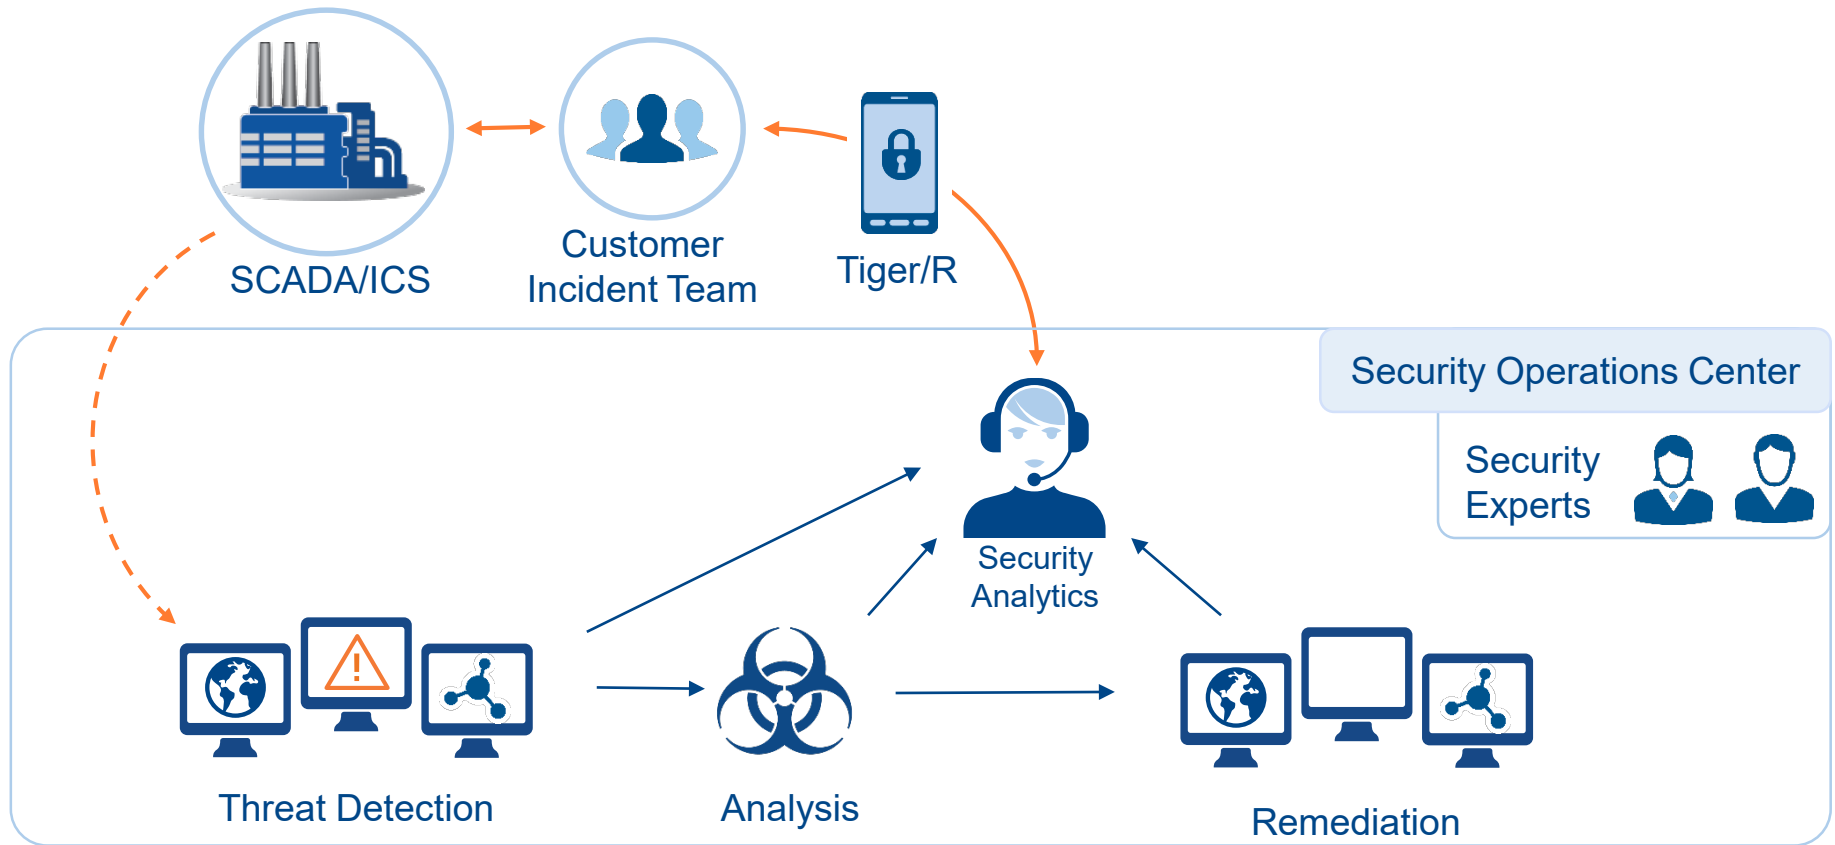 SCADA/ICS
Customer
Incident Team
Tiger/R
Security Operations Center
Security
Experts
Security
Analytics
Threat Detection
Analysis
Remediation